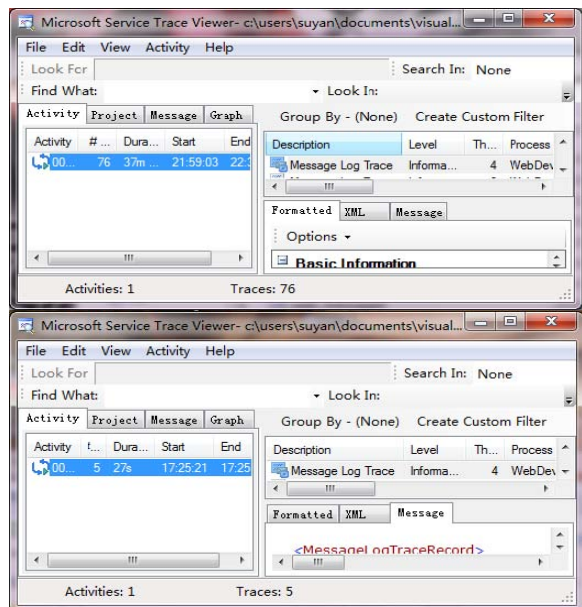 Microsoft Service Trace Viewer- c:\users\suyan\documents\visual...
File Edit View Activity Help
Look For Search In: None
Find What: Look In:
Activity Project Message Graph Group By - (None) Create Custom Filter
Activity # ... Dura... Start End Description Level Th... Process
00... 76 37m ... 21:59:03 22:3 Message Log Trace Informa... 4 WebDev
Formatted XML Message
Options
Basic Information
Activities: 1 Traces: 76
Microsoft Service Trace Viewer- c:\users\suyan\documents\visual...
File Edit View Activity Help
Look For Search In: None
Find What: Look In:
Activity Project Message Graph Group By - (None) Create Custom Filter
Activity t... Dura... Start End Description Level Th... Process
00... 5 27s 17:25:21 17:25 Message Log Trace Informa... 4 WebDev
Formatted XML Message
<MessageLogTraceRecord>
Activities: 1 Traces: 5